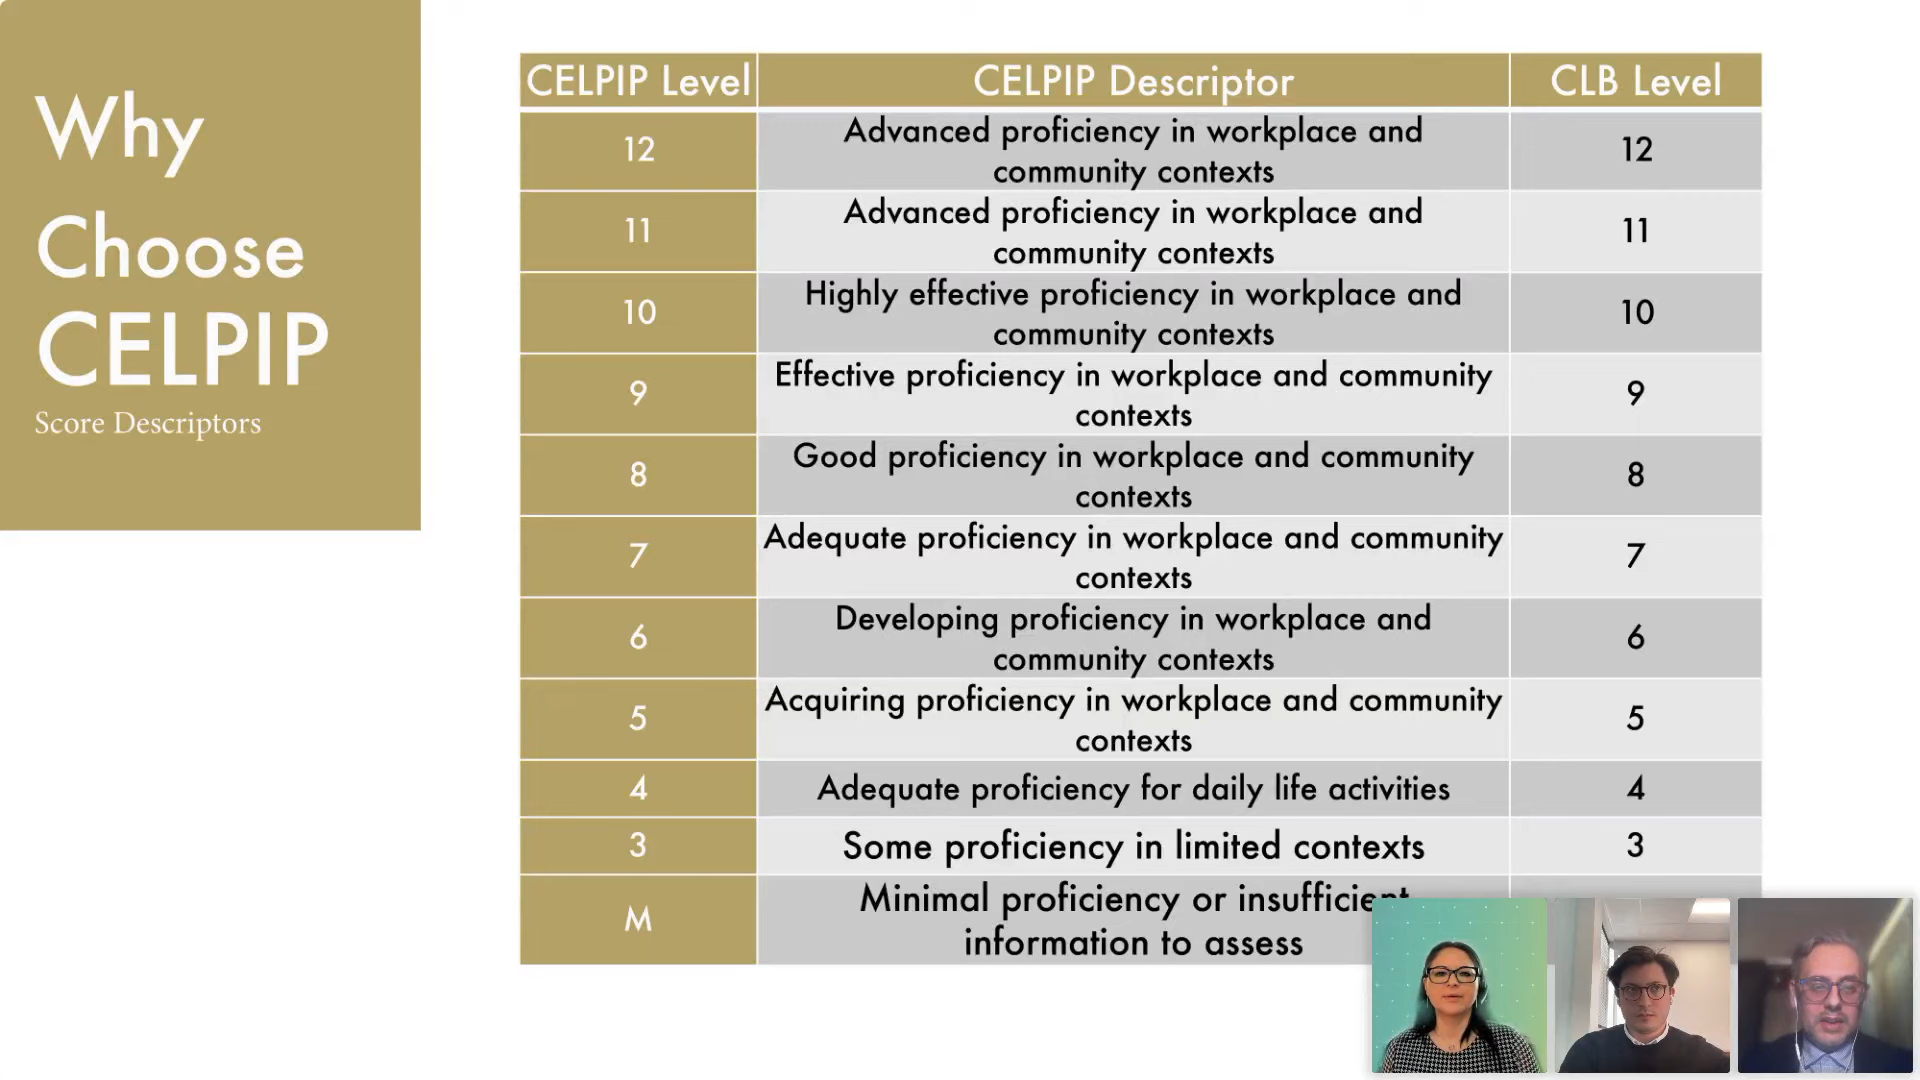 Why
Choose
CELPIP
Score Descriptors
CELPIP Level CELPIP Descriptor CLB Level
12 Advanced proficiency in workplace and community contexts 12
11 Advanced proficiency in workplace and community contexts 11
10 Highly effective proficiency in workplace and community contexts 10
9 Effective proficiency in workplace and community contexts 9
8 Good proficiency in workplace and community contexts 8
7 Adequate proficiency in workplace and community contexts 7
6 Developing proficiency in workplace and community contexts 6
5 Acquiring proficiency in workplace and community contexts 5
4 Adequate proficiency for daily life activities 4
3 Some proficiency in limited contexts 3
M Minimal proficiency or insufficient information to assess